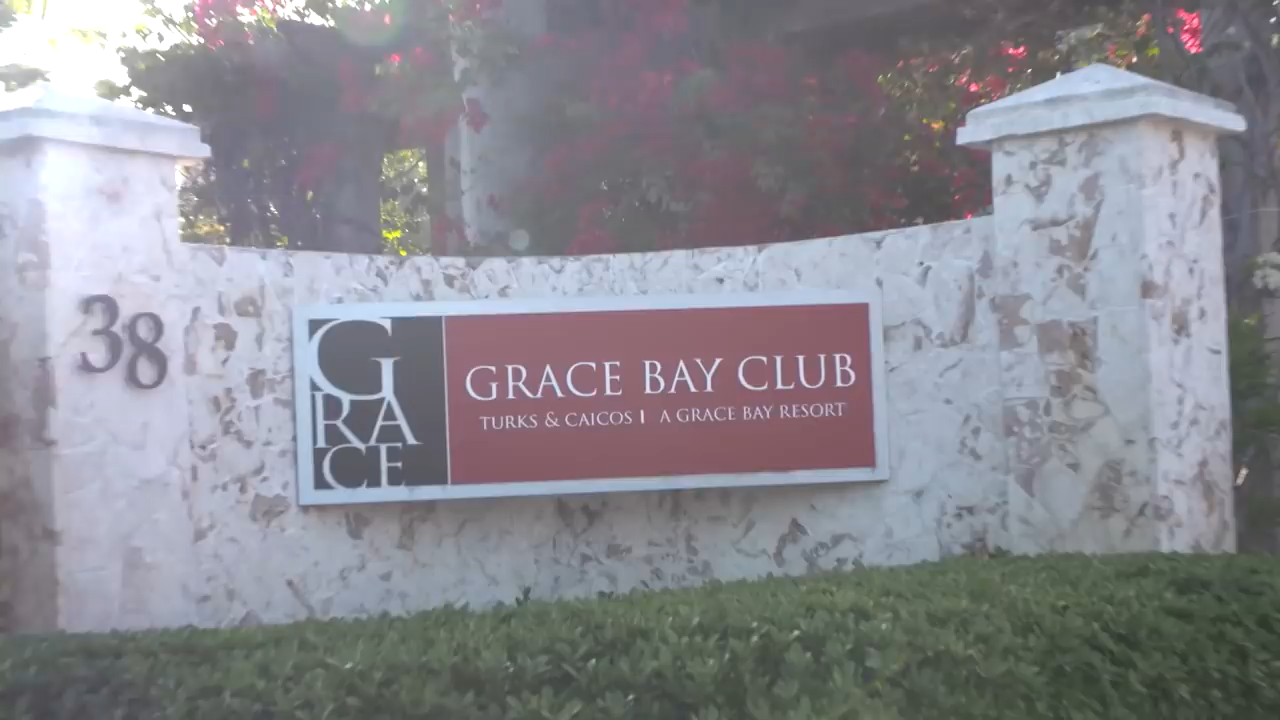 38
G
RA
CE
GRACE BAY CLUB
TURKS & CAICOS I A GRACE BAY RESORT